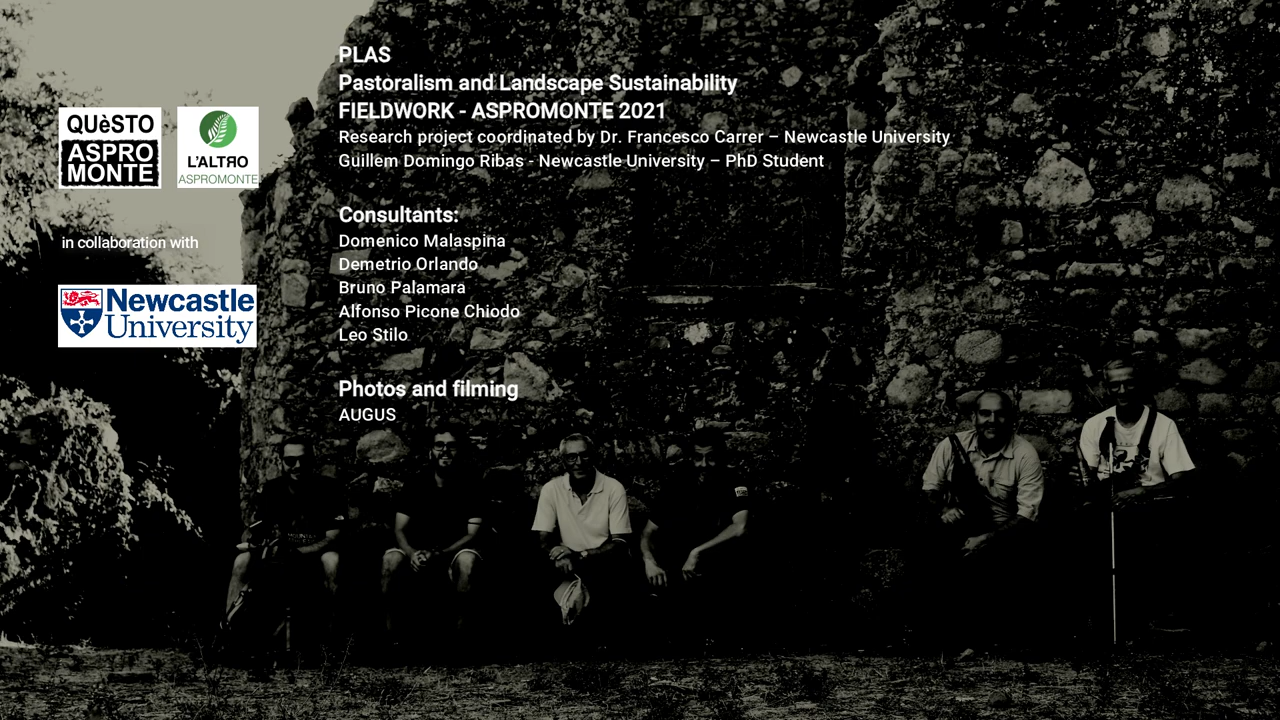 PLAS
Pastoralism and Landscape Sustainability
FIELDWORK - ASPROMONTE 2021
Research project coordinated by Dr. Francesco Carrer – Newcastle University
Guillem Domingo Ribas - Newcastle University – PhD Student
QUèSTO
ASPRO
MONTE
L'ALTЯO
ASPROMONTE
in collaboration with
Newcastle
University
Consultants:
Domenico Malaspina
Demetrio Orlando
Bruno Palamara
Alfonso Picone Chiodo
Leo Stilo
Photos and filming
AUGUS